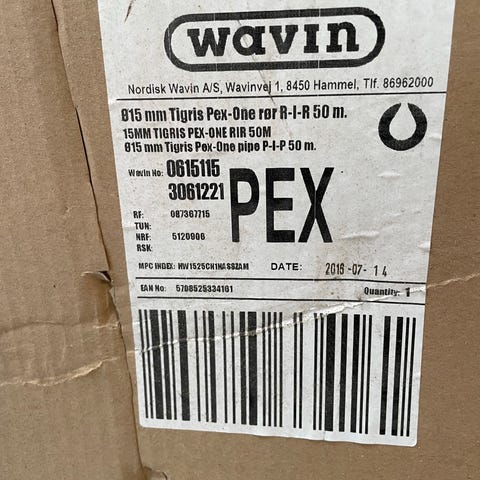 wavin
Nordisk Wavin A/S, Wavinvej 1, 8450 Hammel, Tlf. 86962000
Ø15 mm Tigris Pex-One rør R-I-R 50 m.
15MM TIGRIS PEX-ONE RIR 50M
Ø15 mm Tigris Pex-One pipe P-I-P 50 m.
Wavin No: 0615115
3061221
PEX
RF: 087367715
TUN:
NRF: 5120906
RSK:
MPC INDEX: DATE: 2016-07-14
EAN No: 5708525334101 Quantity: 1